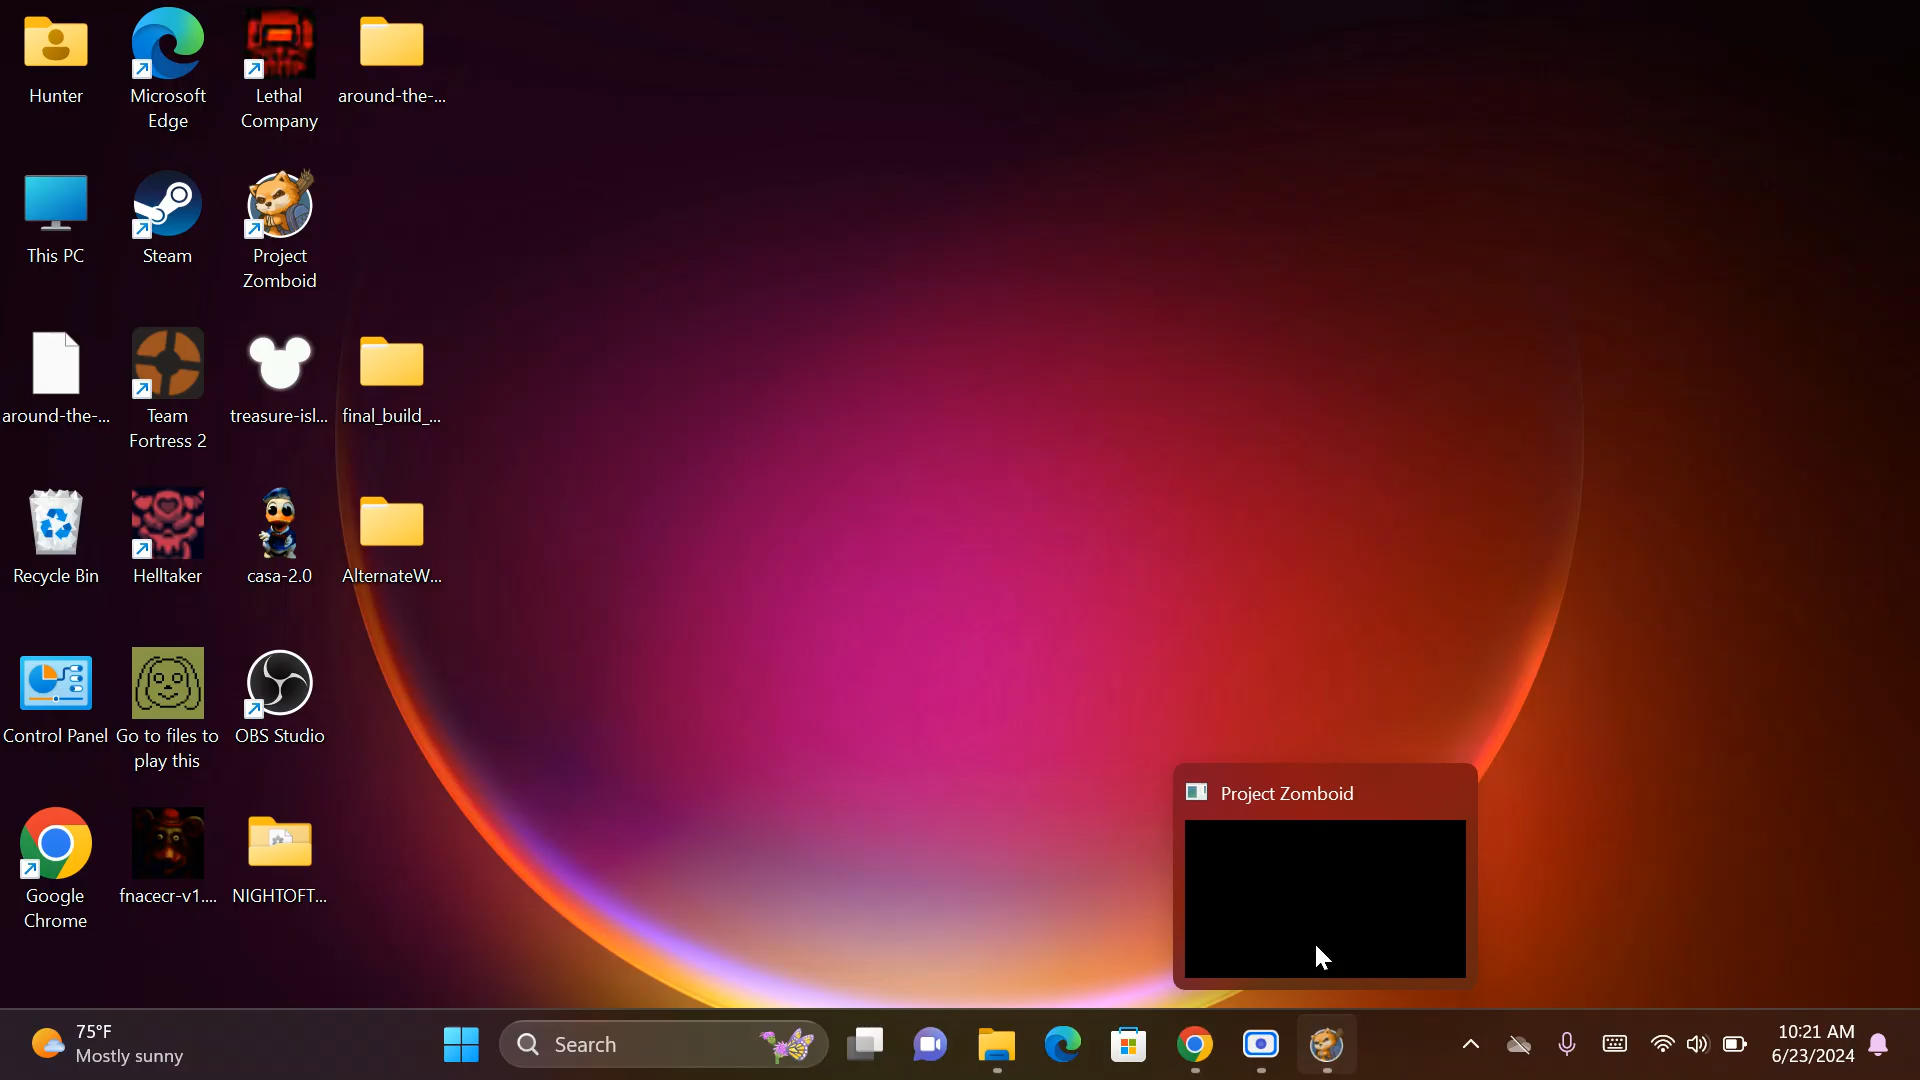 Hunter
Microsoft
Edge
Lethal
Company
around-the-...
This PC
Steam
Project
Zomboid
around-the-...
Team
Fortress 2
treasure-isl...
final_build_...
Recycle Bin
Helltaker
casa-2.0
AlternateW...
Control Panel
Go to files to
play this
OBS Studio
Google
Chrome
fnacecr-v1....
NIGHTOFT...
Project Zomboid
75°F
Mostly sunny
Search
10:21 AM
6/23/2024